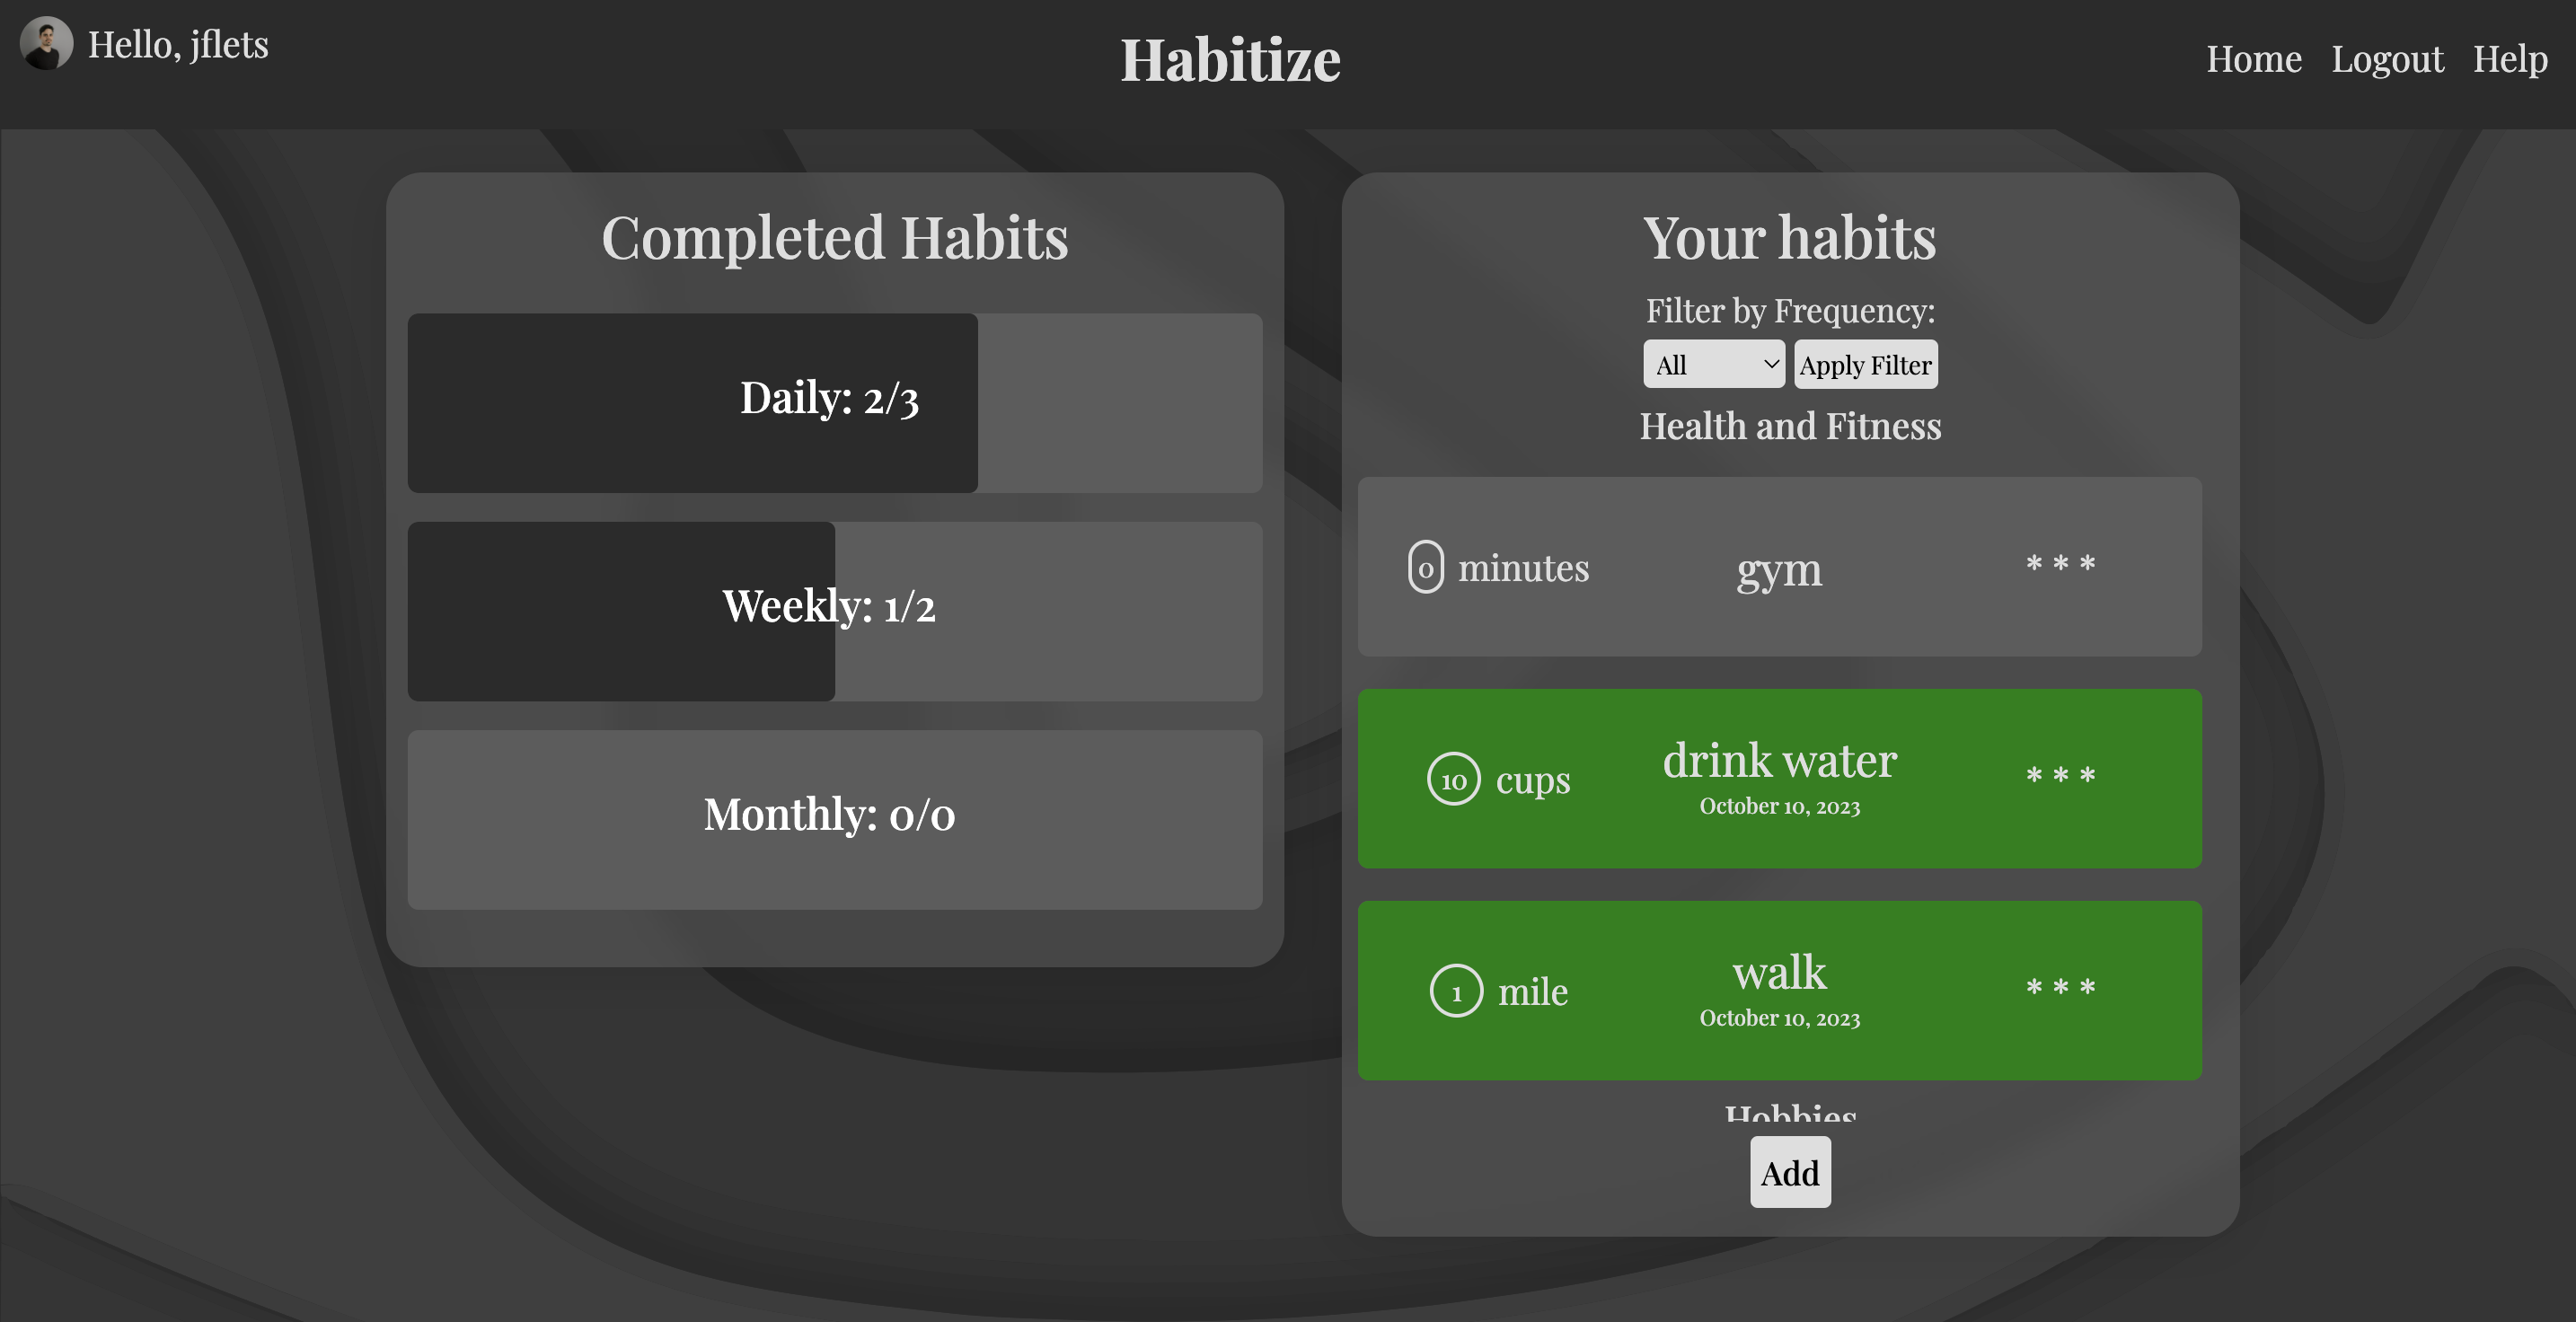 Hello, jflets
Habitize
Home Logout Help
Completed Habits
Daily: 2/3
Weekly: 1/2
Monthly: 0/0
Your habits
Filter by Frequency:
All Apply Filter
Health and Fitness
0 minutes gym ***
10 cups drink water ***
October 10, 2023
1 mile walk ***
October 10, 2023
Hobbies
Add